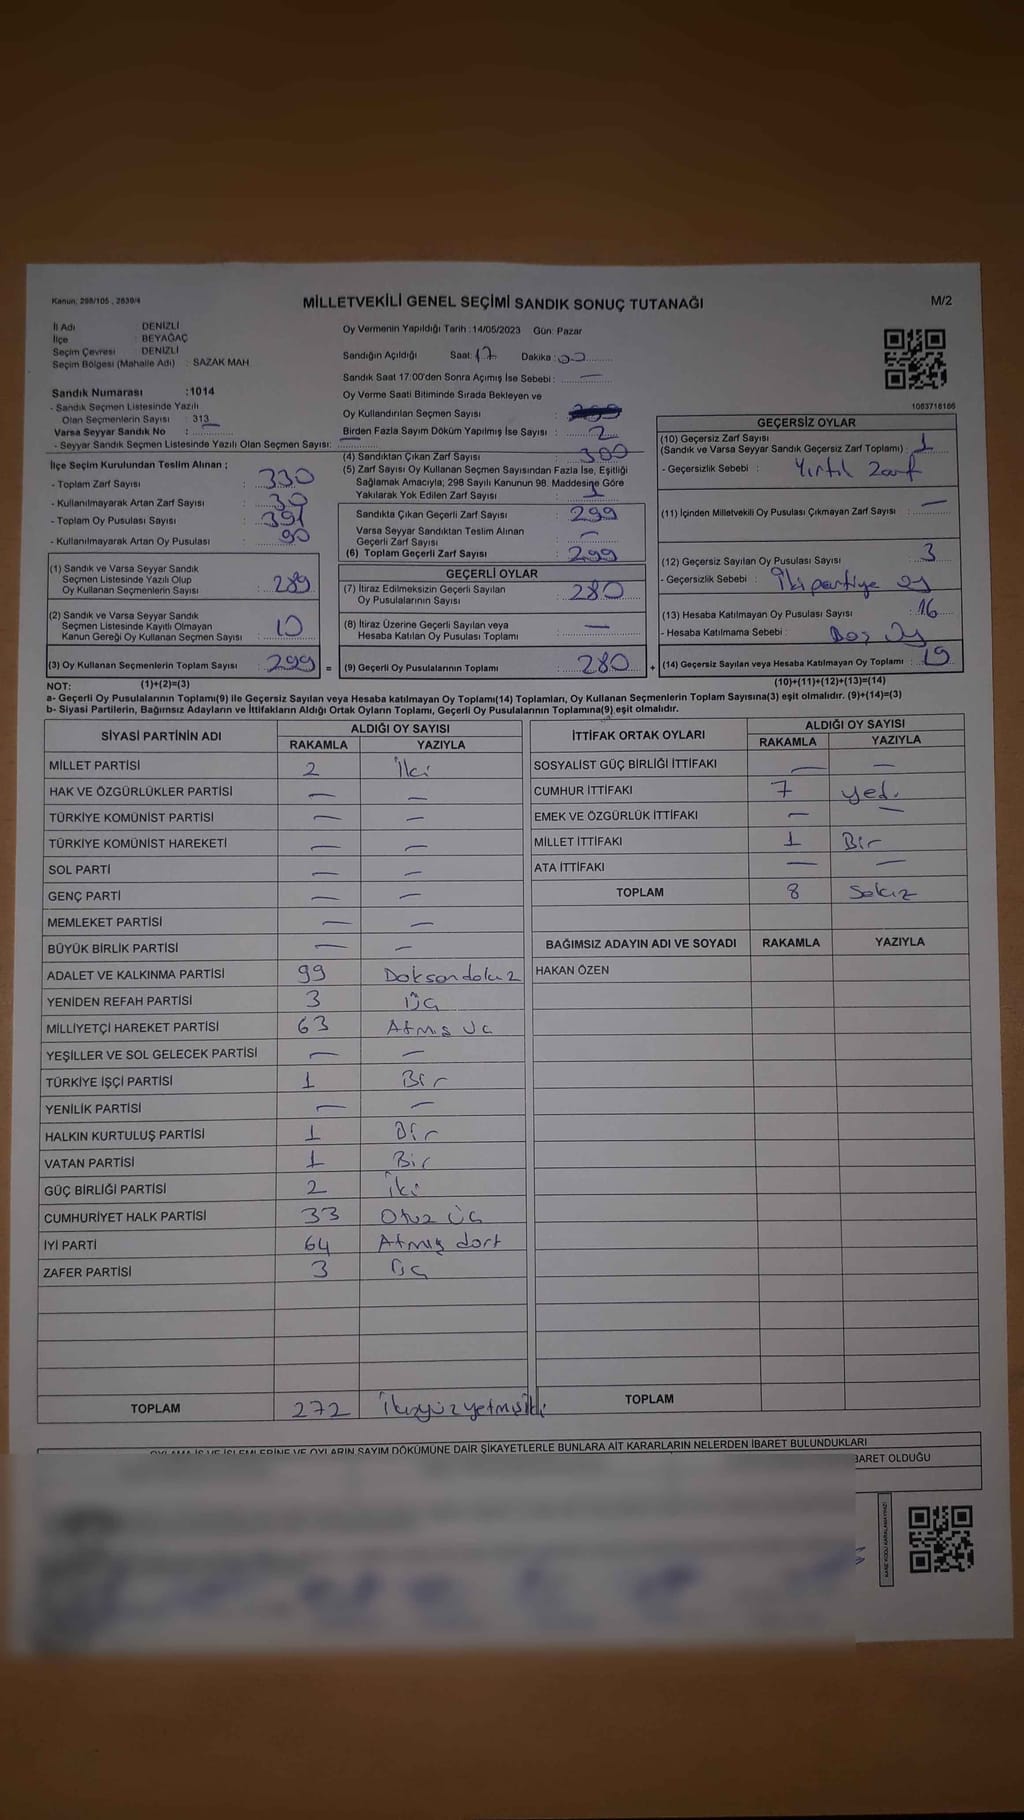 Kanun: 298/105 , 2839/4
MİLLETVEKİLİ GENEL SEÇİMİ SANDIK SONUÇ TUTANAĞI
M/2
İl Adı : DENİZLİ
İlçe : BEYAĞAÇ
Seçim Çevresi : DENİZLİ
Seçim Bölgesi (Mahalle Adı) : SAZAK MAH
Sandık Numarası :1014
- Sandık Seçmen Listesinde Yazılı
Olan Seçmenlerin Sayısı : 313
Varsa Seyyar Sandık No :
- Seyyar Sandık Seçmen Listesinde Yazılı Olan Seçmen Sayısı: —
İlçe Seçim Kurulundan Teslim Alınan ;
- Toplam Zarf Sayısı : 330
- Kullanılmayarak Artan Zarf Sayısı : 30
- Toplam Oy Pusulası Sayısı : 391
- Kullanılmayarak Artan Oy Pusulası : 90
(1) Sandık ve Varsa Seyyar Sandık
Seçmen Listesinde Yazılı Olup
Oy Kullanan Seçmenlerin Sayısı : 289
(2) Sandık ve Varsa Seyyar Sandık
Seçmen Listesinde Kayıtlı Olmayan
Kanun Gereği Oy Kullanan Seçmen Sayısı : 10
(3) Oy Kullanan Seçmenlerin Toplam Sayısı : 299 =
(1)+(2)=(3)
Oy Vermenin Yapıldığı Tarih :14/05/2023 Gün: Pazar
Sandığın Açıldığı Saat: 17 Dakika : 00
Sandık Saat 17:00'den Sonra Açımış İse Sebebi : —
Oy Verme Saati Bitiminde Sırada Bekleyen ve
Oy Kullandırılan Seçmen Sayısı :
Birden Fazla Sayım Döküm Yapılmış İse Sayısı : 2
(4) Sandıktan Çıkan Zarf Sayısı : 300
(5) Zarf Sayısı Oy Kullanan Seçmen Sayısından Fazla İse, Eşitliği
Sağlamak Amacıyla; 298 Sayılı Kanunun 98. Maddesine Göre
Yakılarak Yok Edilen Zarf Sayısı : 1
Sandıkta Çıkan Geçerli Zarf Sayısı : 299
Varsa Seyyar Sandıktan Teslim Alınan
Geçerli Zarf Sayısı : —
(6) Toplam Geçerli Zarf Sayısı : 299
GEÇERLİ OYLAR
(7) İtiraz Edilmeksizin Geçerli Sayılan
Oy Pusulalarının Sayısı : 280
(8) İtiraz Üzerine Geçerli Sayılan veya
Hesaba Katılan Oy Pusulası Toplamı : —
(9) Geçerli Oy Pusulalarının Toplamı : 280 +
1063716166
GEÇERSİZ OYLAR
(10) Geçersiz Zarf Sayısı
(Sandık ve Varsa Seyyar Sandık Geçersiz Zarf Toplamı) : 1
- Geçersizlik Sebebi : Yırtıl Zarf
(11) İçinden Milletvekili Oy Pusulası Çıkmayan Zarf Sayısı : —
(12) Geçersiz Sayılan Oy Pusulası Sayısı : 3
- Geçersizlik Sebebi : İki partiye oy
(13) Hesaba Katılmayan Oy Pusulası Sayısı : 16
- Hesaba Katılmama Sebebi : Boş Oy
(14) Geçersiz Sayılan veya Hesaba Katılmayan Oy Toplamı : 19
(10)+(11)+(12)+(13)=(14)
NOT:
a- Geçerli Oy Pusulalarının Toplamı(9) ile Geçersiz Sayılan veya Hesaba katılmayan Oy Toplamı(14) Toplamları, Oy Kullanan Seçmenlerin Toplam Sayısına(3) eşit olmalıdır. (9)+(14)=(3)
b- Siyasi Partilerin, Bağımsız Adayların ve İttifakların Aldığı Ortak Oyların Toplamı, Geçerli Oy Pusulalarının Toplamına(9) eşit olmalıdır.
SİYASİ PARTİNİN ADI ALDIĞI OY SAYISI
RAKAMLA YAZIYLA
MİLLET PARTİSİ 2 İki
HAK VE ÖZGÜRLÜKLER PARTİSİ — —
TÜRKİYE KOMÜNİST PARTİSİ — —
TÜRKİYE KOMÜNİST HAREKETİ — —
SOL PARTİ — —
GENÇ PARTİ — —
MEMLEKET PARTİSİ — —
BÜYÜK BİRLİK PARTİSİ — —
ADALET VE KALKINMA PARTİSİ 99 Doksandokuz
YENİDEN REFAH PARTİSİ 3 Üç
MİLLİYETÇİ HAREKET PARTİSİ 63 Atmış Üç
YEŞİLLER VE SOL GELECEK PARTİSİ — —
TÜRKİYE İŞÇİ PARTİSİ 1 Bir
YENİLİK PARTİSİ — —
HALKIN KURTULUŞ PARTİSİ 1 Bir
VATAN PARTİSİ 1 Bir
GÜÇ BİRLİĞİ PARTİSİ 2 İki
CUMHURİYET HALK PARTİSİ 33 Otuz Üç
İYİ PARTİ 64 Atmış dort
ZAFER PARTİSİ 3 Üç
TOPLAM 272 İkiyüzyetmişiki
İTTİFAK ORTAK OYLARI ALDIĞI OY SAYISI
RAKAMLA YAZIYLA
SOSYALİST GÜÇ BİRLİĞİ İTTİFAKI — —
CUMHUR İTTİFAKI 7 yedi
EMEK VE ÖZGÜRLÜK İTTİFAKI — —
MİLLET İTTİFAKI 1 Bir
ATA İTTİFAKI — —
TOPLAM 8 Sekiz
BAĞIMSIZ ADAYIN ADI VE SOYADI RAKAMLA YAZIYLA
HAKAN ÖZEN
TOPLAM
OYLAMA İŞ VE İŞLEMLERİNE VE OYLARIN SAYIM DÖKÜMÜNE DAİR ŞİKAYETLERLE BUNLARA AİT KARARLARIN NELERDEN İBARET BULUNDUKLARI
BARET OLDUĞU
KARE KODU KARALAMAYINIZ!